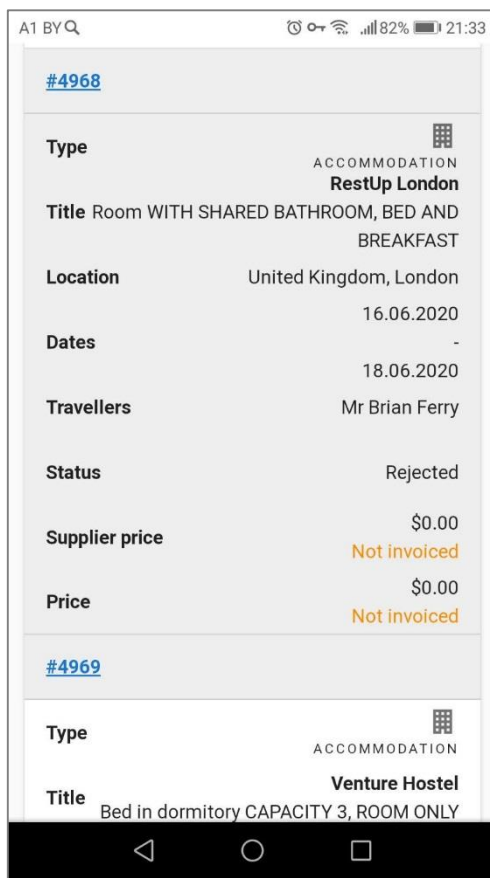 A1 BY 82% 21:33
#4968
Type
ACCOMMODATION
RestUp London
Title Room WITH SHARED BATHROOM, BED AND
BREAKFAST
Location United Kingdom, London
16.06.2020
Dates -
18.06.2020
Travellers Mr Brian Ferry
Status Rejected
$0.00
Supplier price
Not invoiced
$0.00
Price
Not invoiced
#4969
Type
ACCOMMODATION
Venture Hostel
Title
Bed in dormitory CAPACITY 3, ROOM ONLY